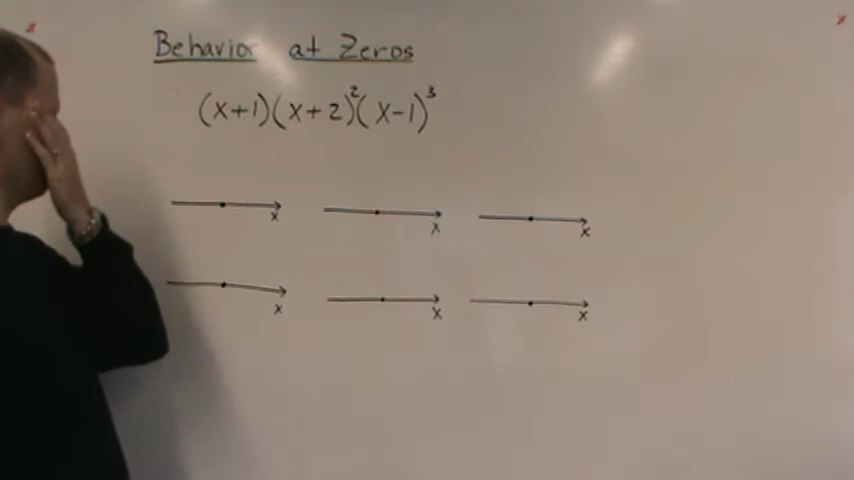 Behavior at Zeros
(x+1)(x+2)²(x-1)³
x x x
x x x